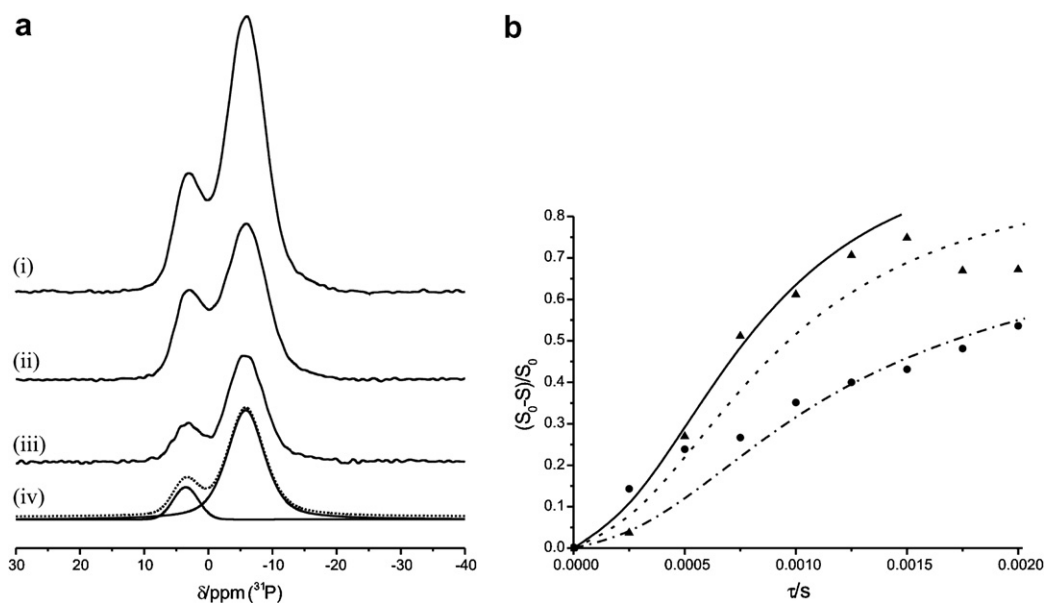 a
(i)
(ii)
(iii)
(iv)
30 20 10 0 -10 -20 -30 -40
δ/ppm (³¹P)
b
(S₀-S)/S₀
0.8
0.7
0.6
0.5
0.4
0.3
0.2
0.1
0.0
0.0000 0.0005 0.0010 0.0015 0.0020
τ/s